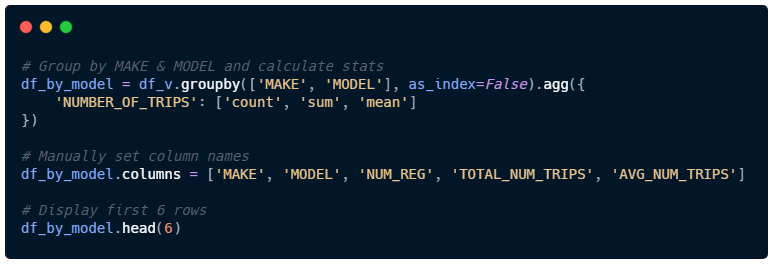 # Group by MAKE & MODEL and calculate stats
df_by_model = df_v.groupby(['MAKE', 'MODEL'], as_index=False).agg({
    'NUMBER_OF_TRIPS': ['count', 'sum', 'mean']
})
# Manually set column names
df_by_model.columns = ['MAKE', 'MODEL', 'NUM_REG', 'TOTAL_NUM_TRIPS', 'AVG_NUM_TRIPS']
# Display first 6 rows
df_by_model.head(6)